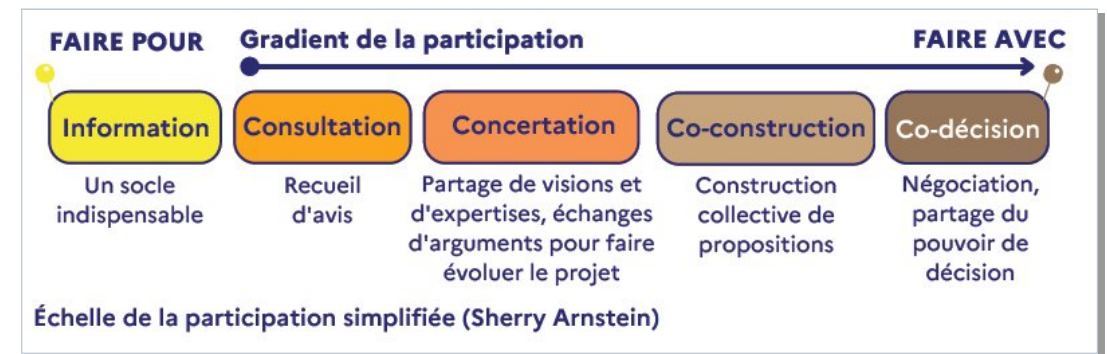 FAIRE POUR
Gradient de la participation
FAIRE AVEC
Information
Un socle
indispensable
Consultation
Recueil
d'avis
Concertation
Partage de visions et
d'expertises, échanges
d'arguments pour faire
évoluer le projet
Co-construction
Construction
collective de
propositions
Co-décision
Négociation,
partage du
pouvoir de
décision
Échelle de la participation simplifiée (Sherry Arnstein)